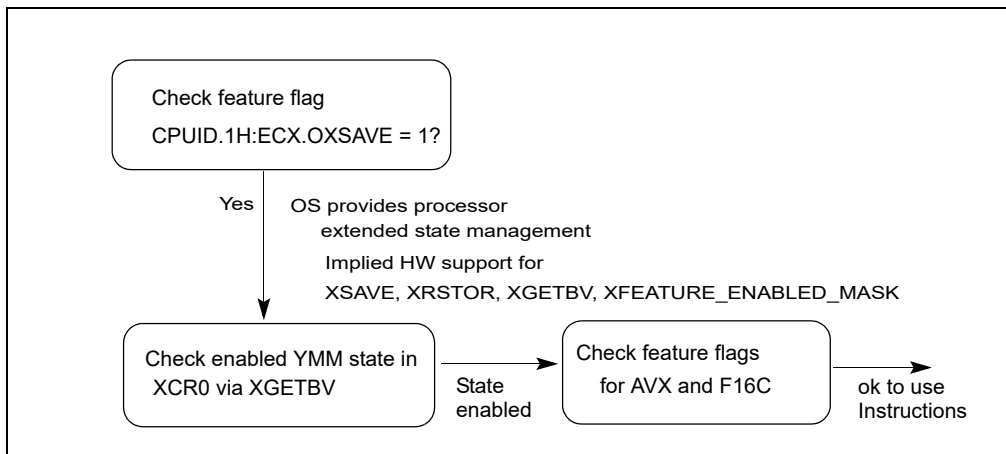 Check feature flag
CPUID.1H:ECX.OXSAVE = 1?
Yes
OS provides processor
extended state management
Implied HW support for
XSAVE, XRSTOR, XGETBV, XFEATURE_ENABLED_MASK
Check enabled YMM state in
XCR0 via XGETBV
State
enabled
Check feature flags
for AVX and F16C
ok to use
Instructions